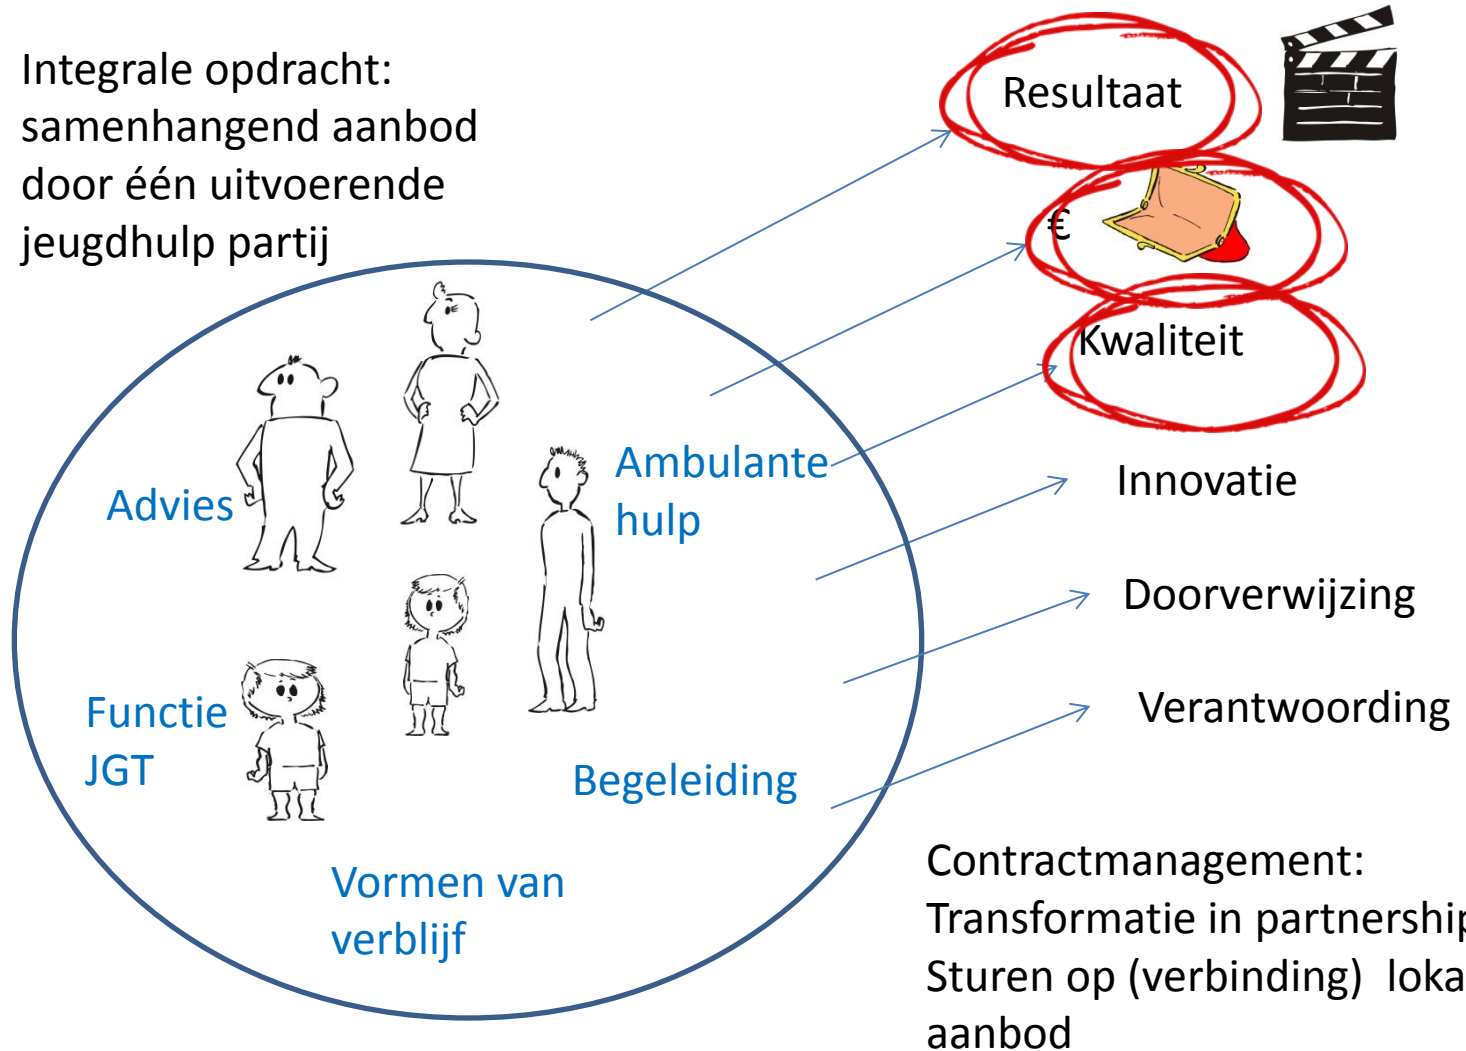 Integrale opdracht:
samenhangend aanbod
door één uitvoerende
jeugdhulp partij
Resultaat
€
Kwaliteit
Innovatie
Doorverwijzing
Verantwoording
Advies
Ambulante
hulp
Functie
JGT
Begeleiding
Vormen van
verblijf
Contractmanagement:
Transformatie in partnership
Sturen op (verbinding) loka
aanbod